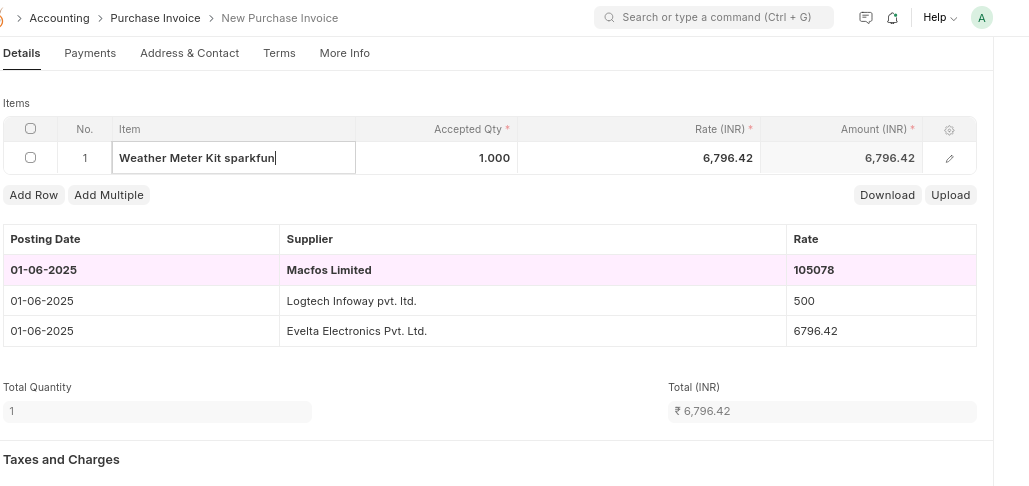 Accounting > Purchase Invoice > New Purchase Invoice Search or type a command (Ctrl + G) Help A
Details Payments Address & Contact Terms More Info
Items
No. Item Accepted Qty * Rate (INR) * Amount (INR) *
1 Weather Meter Kit sparkfun 1.000 6,796.42 6,796.42
Add Row Add Multiple Download Upload
Posting Date Supplier Rate
01-06-2025 Macfos Limited 105078
01-06-2025 Logtech Infoway pvt. ltd. 500
01-06-2025 Evelta Electronics Pvt. Ltd. 6796.42
Total Quantity Total (INR)
1 ₹ 6,796.42
Taxes and Charges